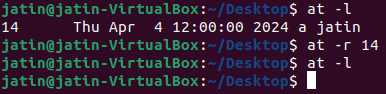 jatin@jatin-VirtualBox:~/Desktop$ at -l
14      Thu Apr  4 12:00:00 2024 a jatin
jatin@jatin-VirtualBox:~/Desktop$ at -r 14
jatin@jatin-VirtualBox:~/Desktop$ at -l
jatin@jatin-VirtualBox:~/Desktop$